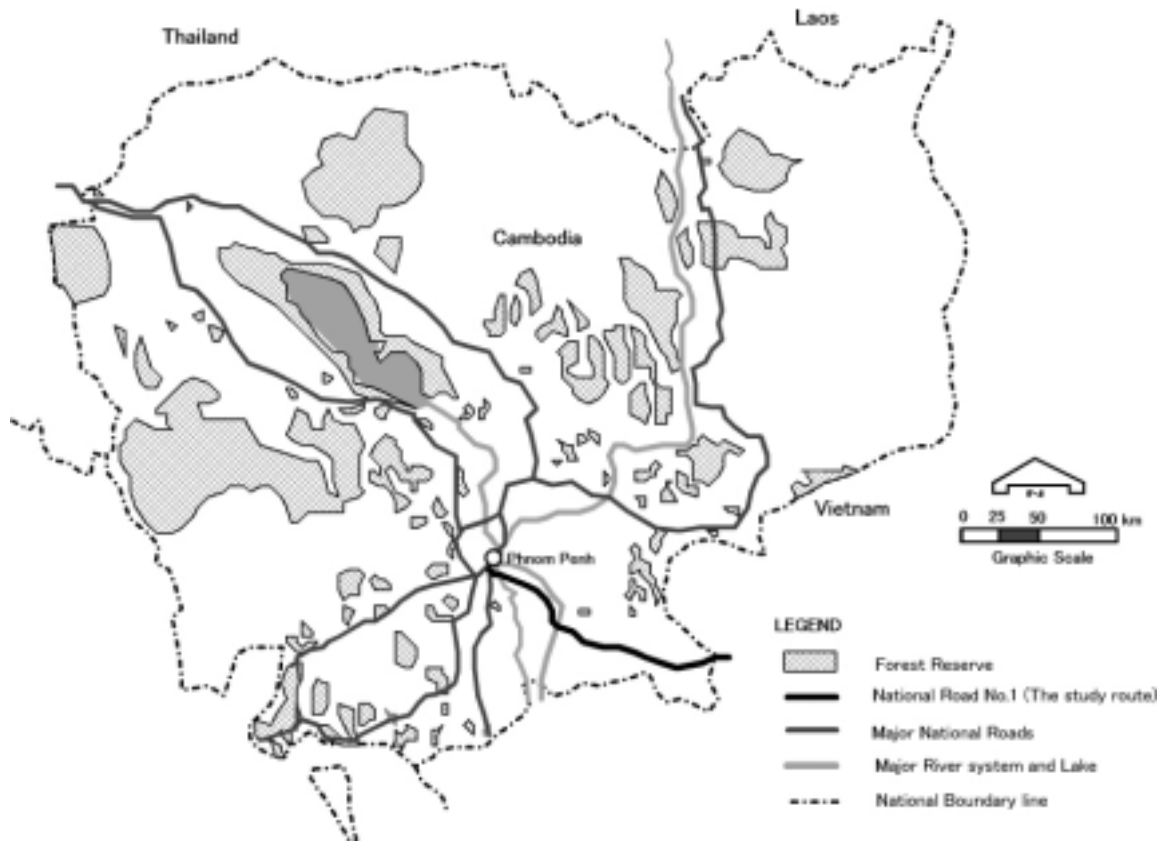 Laos
Thailand
Cambodia
Vietnam
0 25 50 100 km
Graphic Scale
Phnom Penh
LEGEND
Forest Reserve
National Road No.1 (The study route)
Major National Roads
Major River system and Lake
National Boundary line